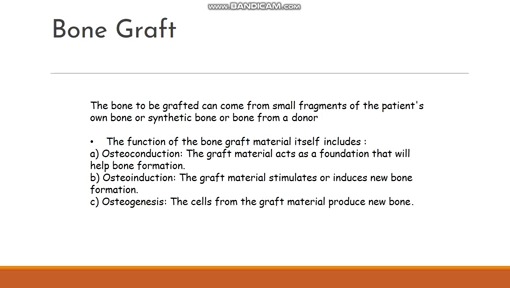 www.BANDICAM.com
Bone Graft
The bone to be grafted can come from small fragments of the patient's
own bone or synthetic bone or bone from a donor
• The function of the bone graft material itself includes :
a) Osteoconduction: The graft material acts as a foundation that will
help bone formation.
b) Osteoinduction: The graft material stimulates or induces new bone
formation.
c) Osteogenesis: The cells from the graft material produce new bone.